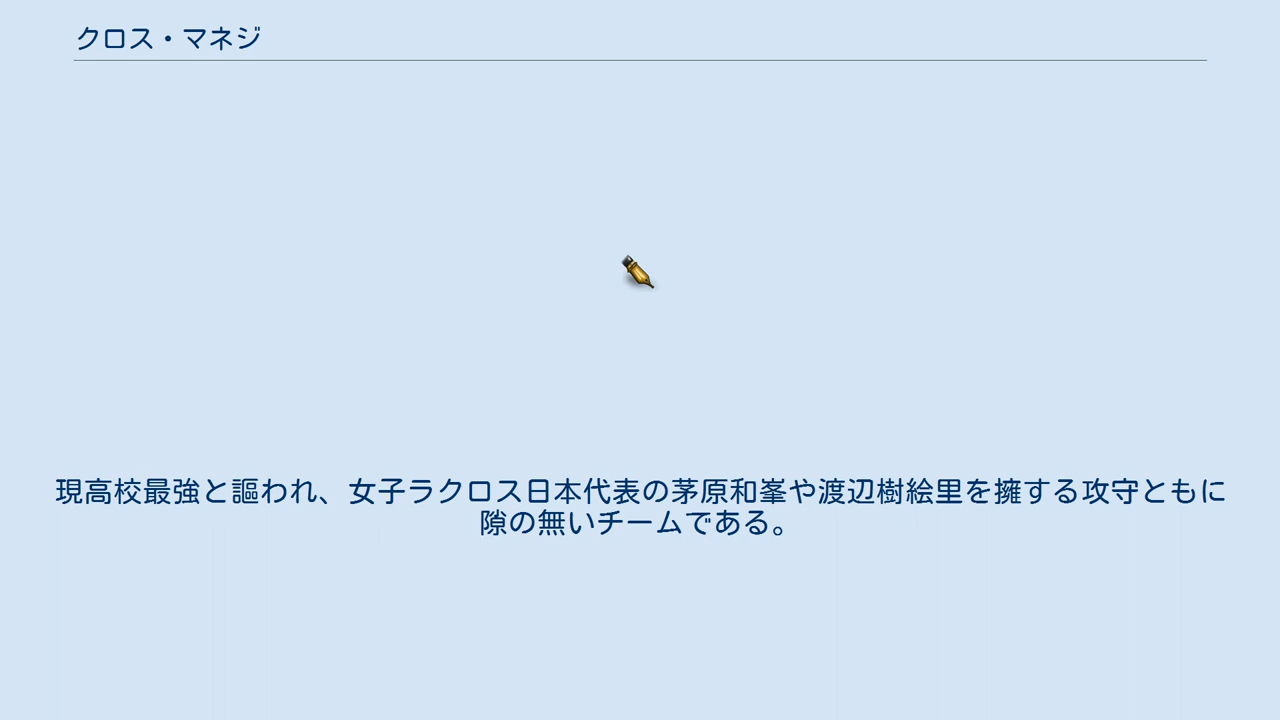 クロス・マネジ
現高校最強と謳われ、女子ラクロス日本代表の茅原和峯や渡辺樹絵里を擁する攻守ともに
隙の無いチームである。